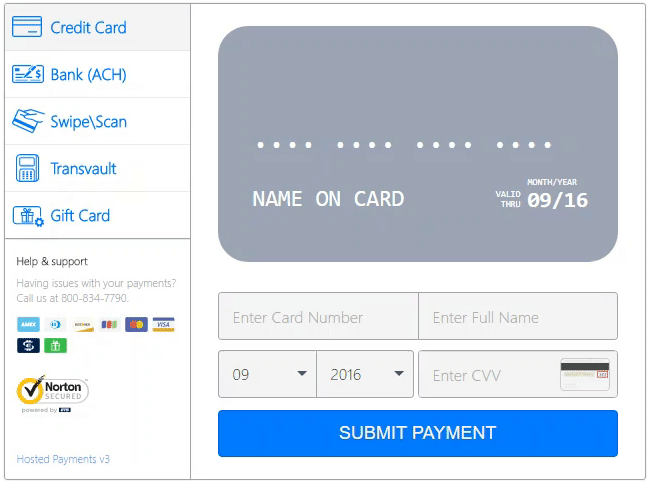 Credit Card
Bank (ACH)
Swipe\Scan
Transvault
Gift Card
Help & support
Having issues with your payments?
Call us at 800-834-7790.
AMEX
DISCOVER
JCB
VISA
Norton
SECURED
powered by
Hosted Payments v3
•••• •••• •••• ••••
NAME ON CARD
MONTH/YEAR
VALID THRU 09/16
Enter Card Number
Enter Full Name
09
2016
Enter CVV
SUBMIT PAYMENT